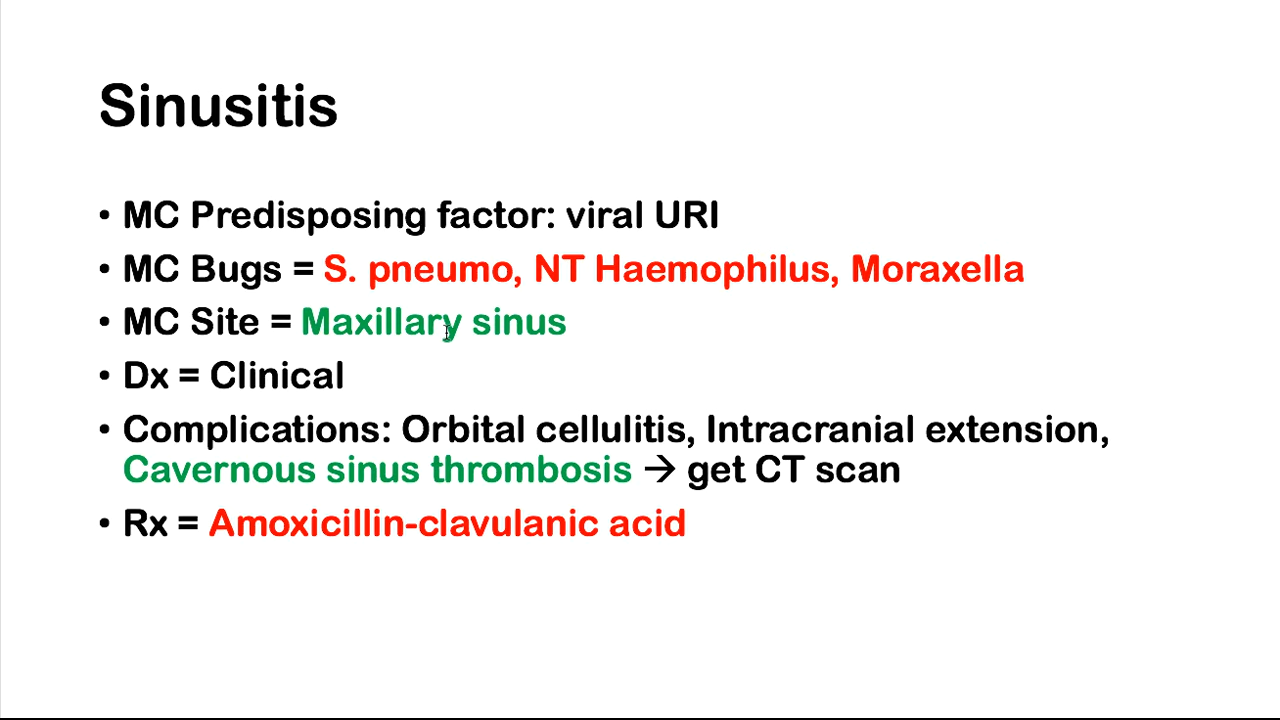 Sinusitis
• MC Predisposing factor: viral URI
• MC Bugs = S. pneumo, NT Haemophilus, Moraxella
• MC Site = Maxillary sinus
• Dx = Clinical
• Complications: Orbital cellulitis, Intracranial extension,
Cavernous sinus thrombosis → get CT scan
• Rx = Amoxicillin-clavulanic acid